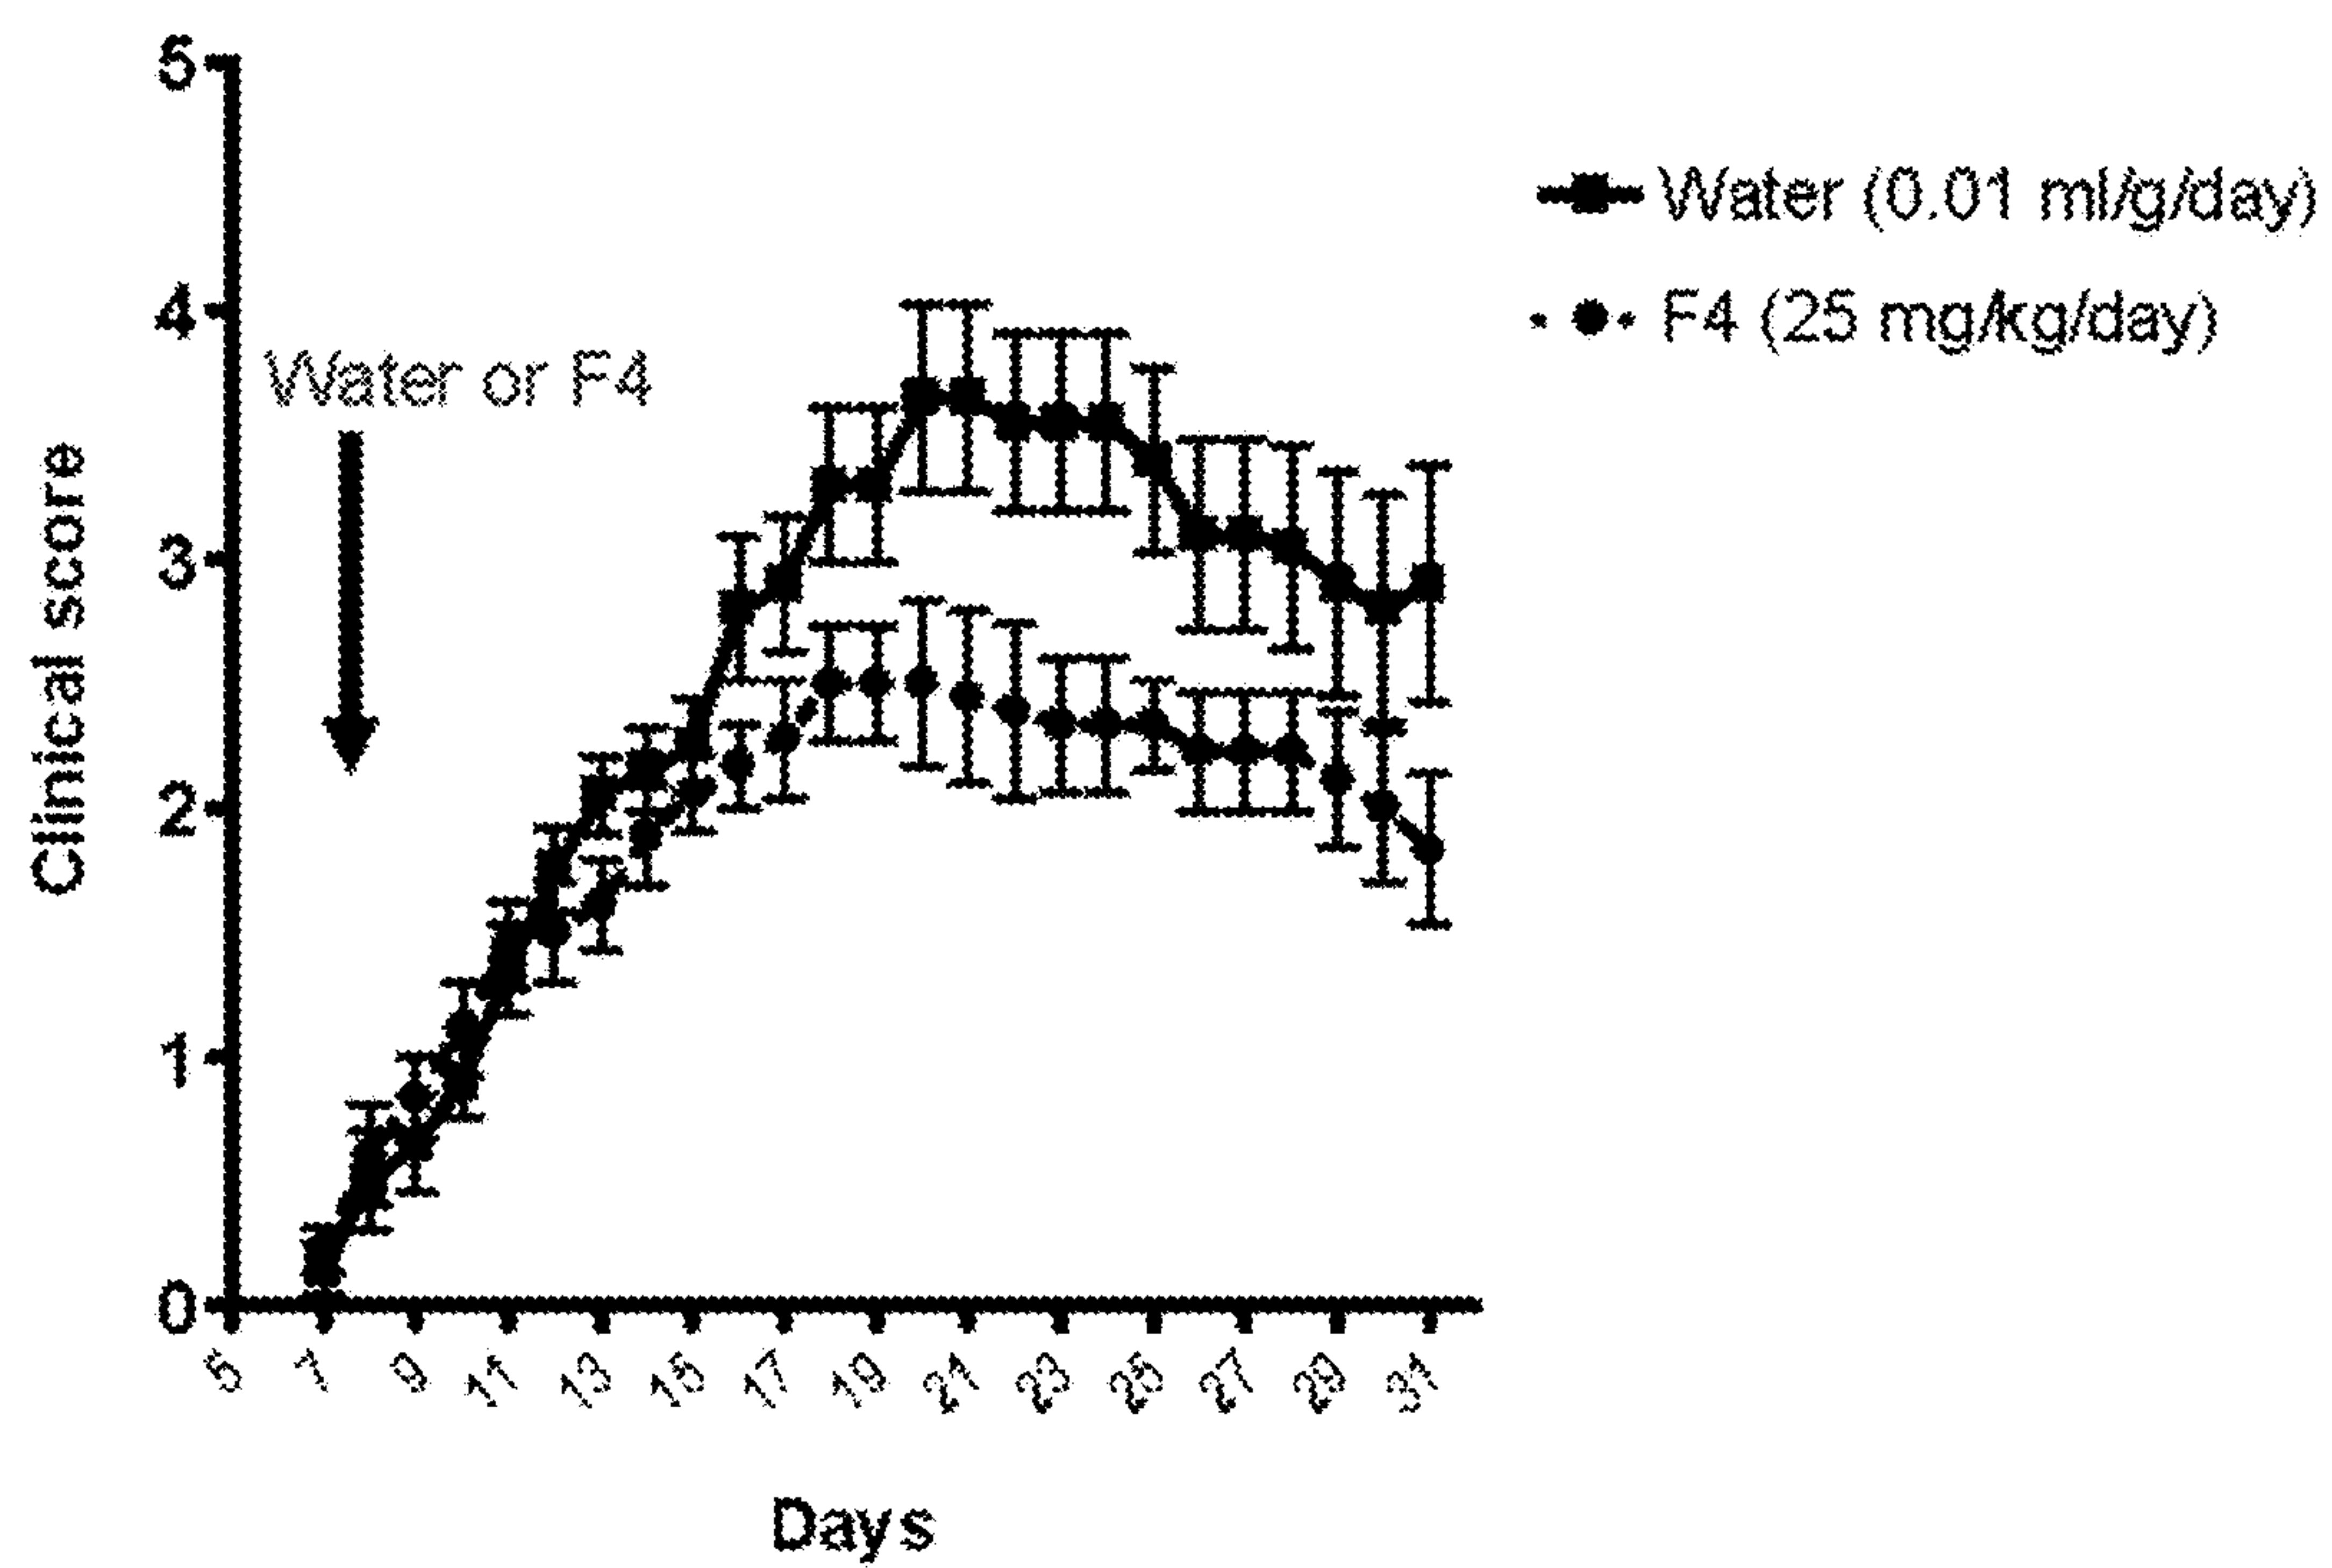 5
4
3
2
1
0
Clinical score
Water or F4
Water (0.01 ml/g/day)
F4 (25 mg/kg/day)
5 7 9 11 13 15 17 19 21 23 25 27 29 31
Days